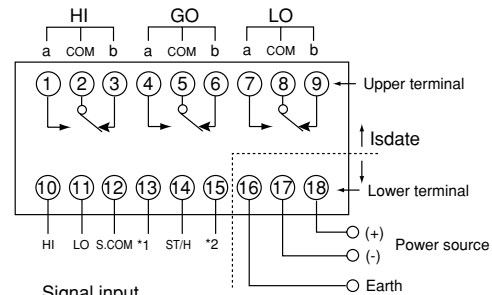 HI GO LO
a COM b a COM b a COM b
1 2 3 4 5 6 7 8 9 Upper terminal
Isdate
10 11 12 13 14 15 16 17 18 Lower terminal
HI LO S.COM *1 ST/H *2
(+)
Power source
(-)
Signal input
Earth